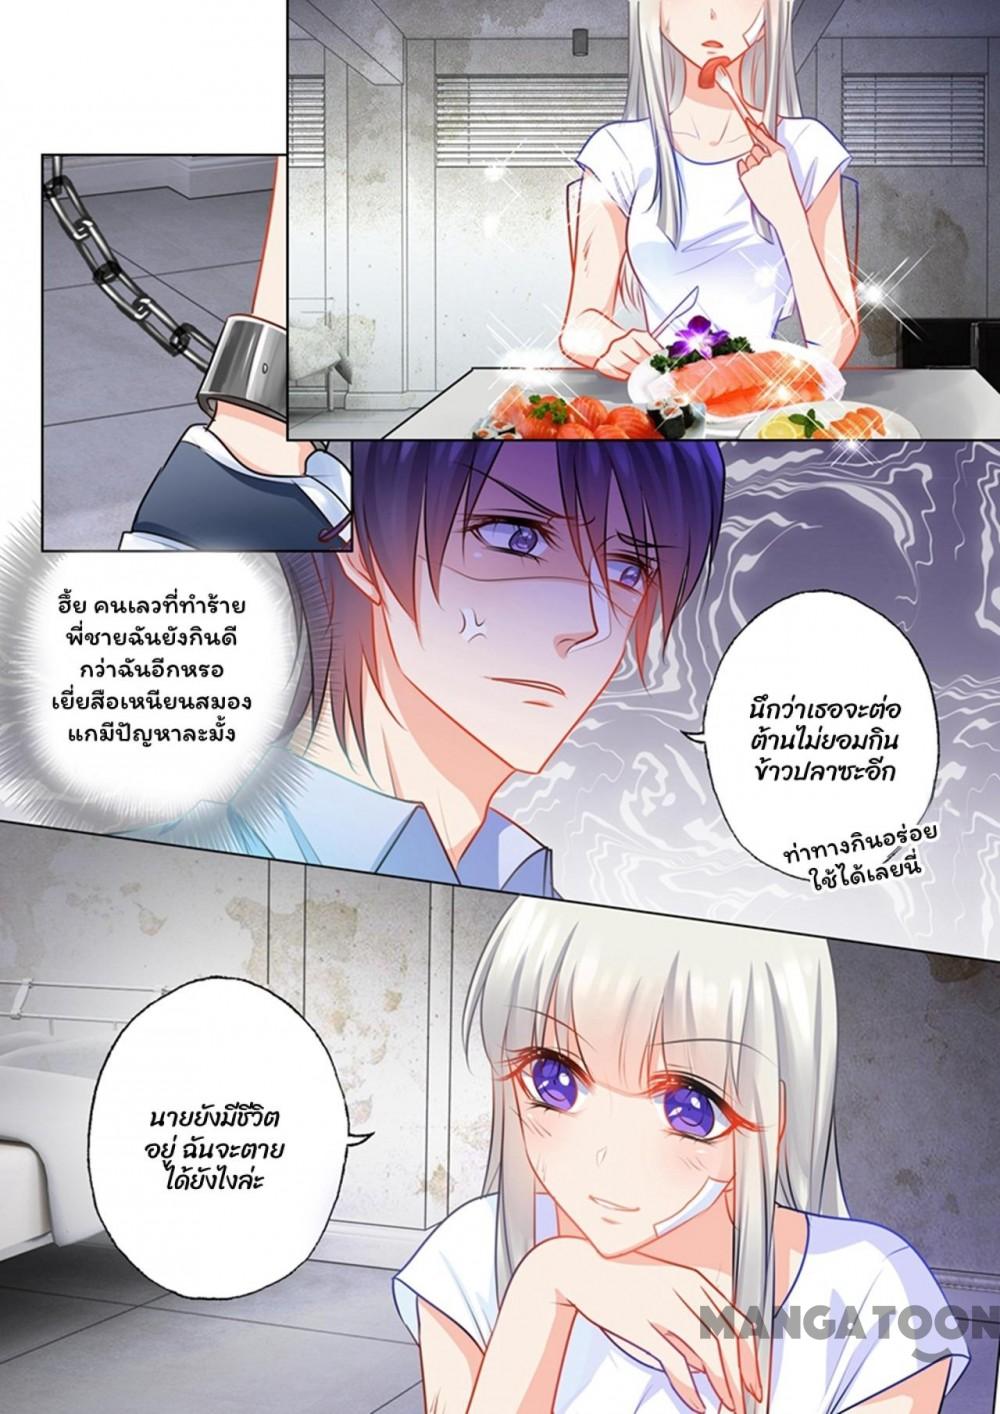 ฮึ้ย คนเลวที่ทำร้าย
พี่ชายฉันยังกินดี
กว่าฉันอีกหรอ
เยี่ยสือเหนียนสมอง
แกมีปัญหาละมั้ง
นึกว่าเธอจะต่อ
ต้านไม่ยอมกิน
ข้าวปลาซะอีก
ท่าทางกินอร่อย
ใช้ได้เลยนี่
นายยังมีชีวิต
อยู่ ฉันจะตาย
ได้ยังไงล่ะ
MANGATOON